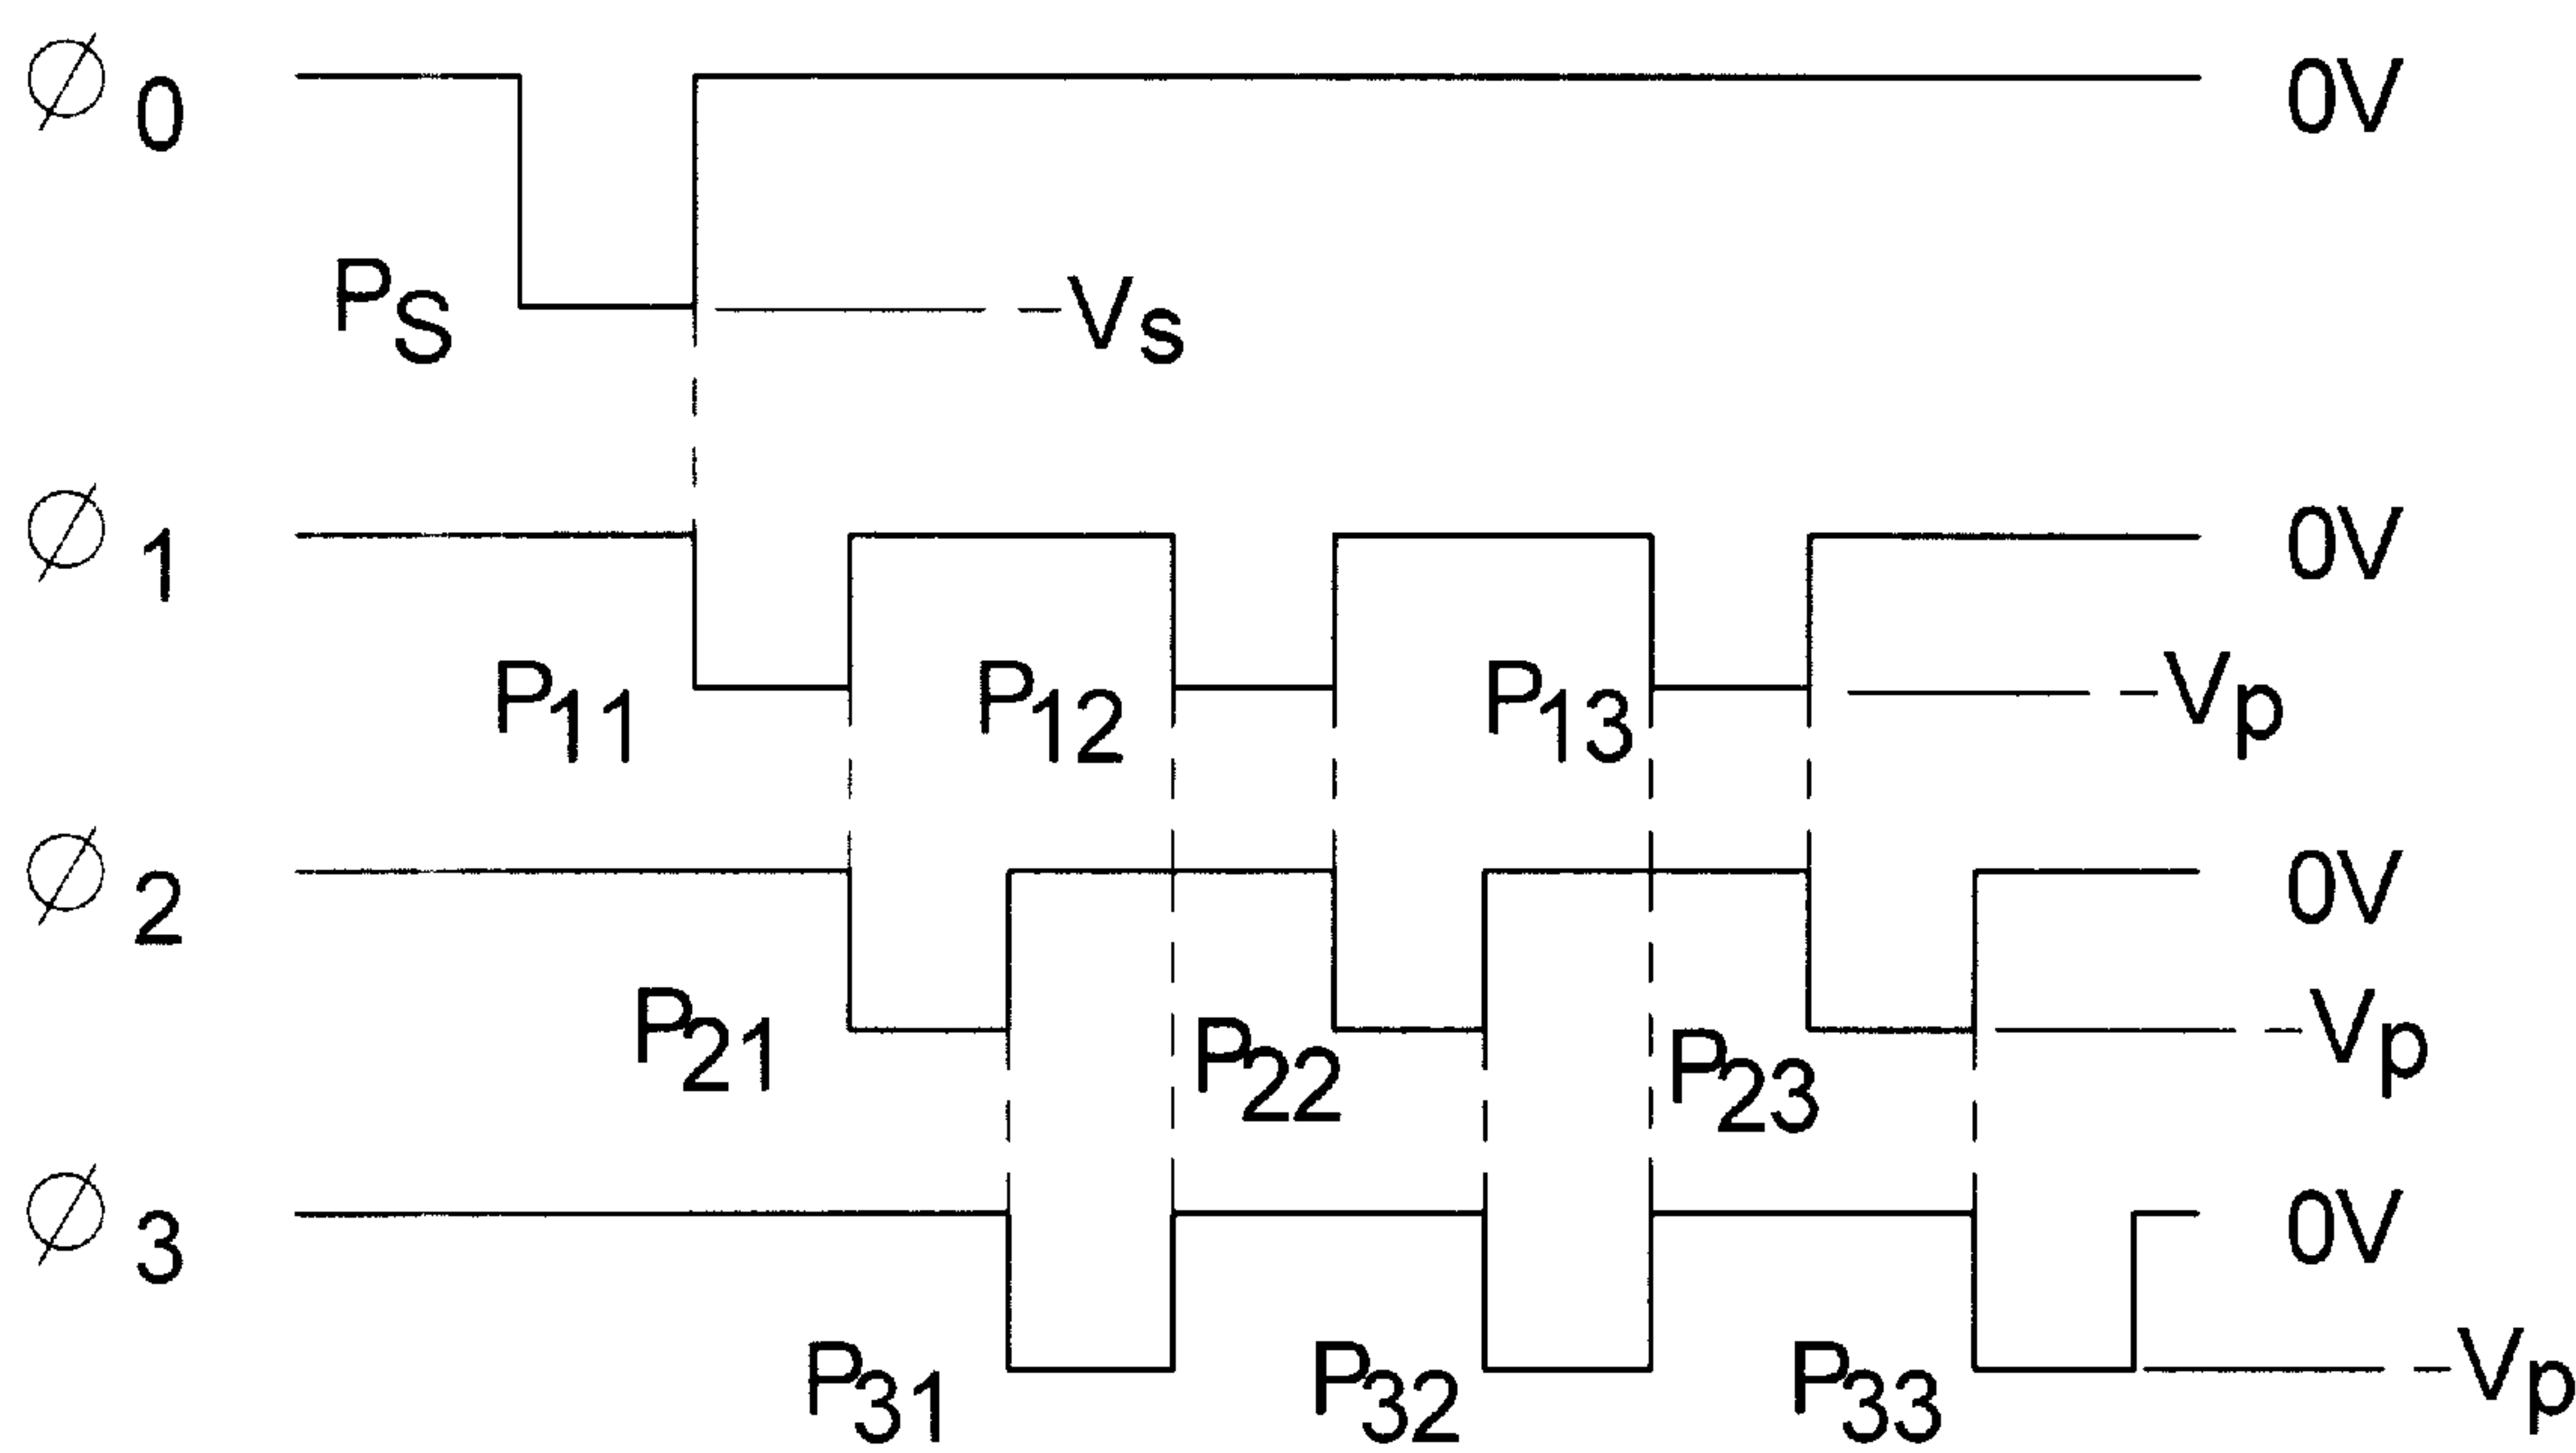 ∅0 0V
PS -Vs
∅1 0V
P11 P12 P13 -Vp
∅2 0V
P21 P22 P23 -Vp
∅3 0V
P31 P32 P33 -Vp